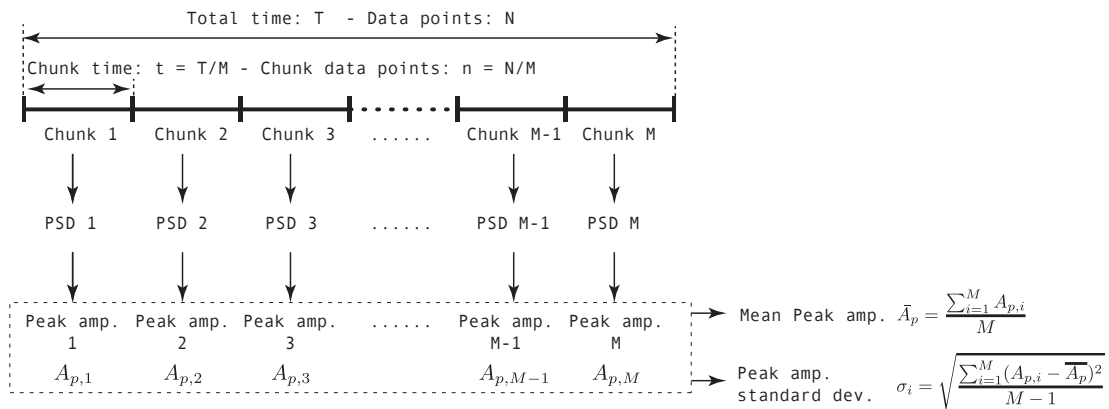 Total time: T - Data points: N
Chunk time: t = T/M - Chunk data points: n = N/M
Chunk 1 Chunk 2 Chunk 3 ...... Chunk M-1 Chunk M
PSD 1 PSD 2 PSD 3 ...... PSD M-1 PSD M
Peak amp. Peak amp. Peak amp. ...... Peak amp. Peak amp.
1 2 3 M-1 M
A_{p,1} A_{p,2} A_{p,3} A_{p,M-1} A_{p,M}
Mean Peak amp. \bar{A}_p = \frac{\sum_{i=1}^{M} A_{p,i}}{M}
Peak amp.
standard dev. \sigma_i = \sqrt{\frac{\sum_{i=1}^{M} (A_{p,i} - \overline{A_p})^2}{M-1}}